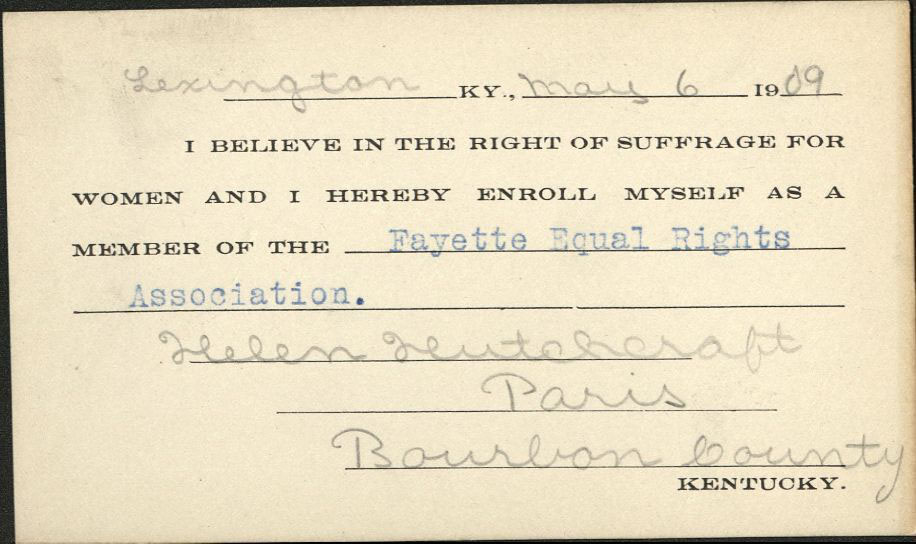 Lexington KY., May 6 1909
I BELIEVE IN THE RIGHT OF SUFFRAGE FOR
WOMEN AND I HEREBY ENROLL MYSELF AS A
MEMBER OF THE Fayette Equal Rights
Association.
Helen Hutchcraft
Paris
Bourbon County
KENTUCKY.